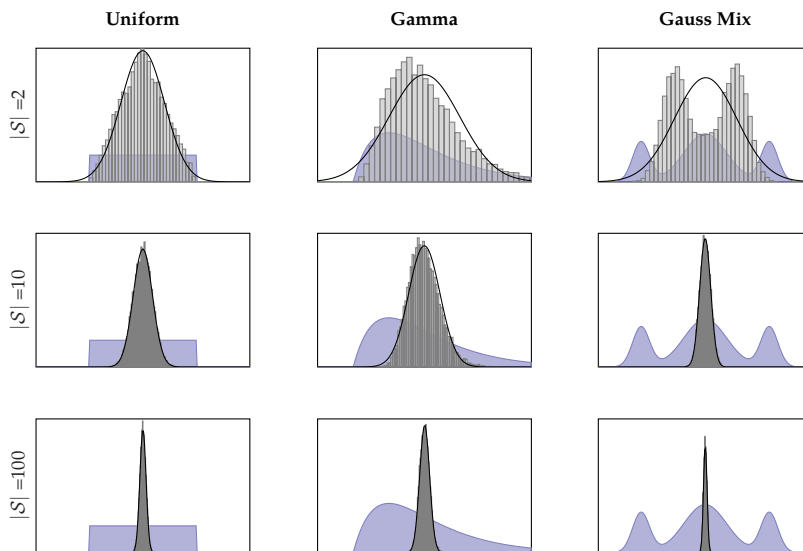 Uniform Gamma Gauss Mix
|𝒮| =2
|𝒮| =10
|𝒮| =100